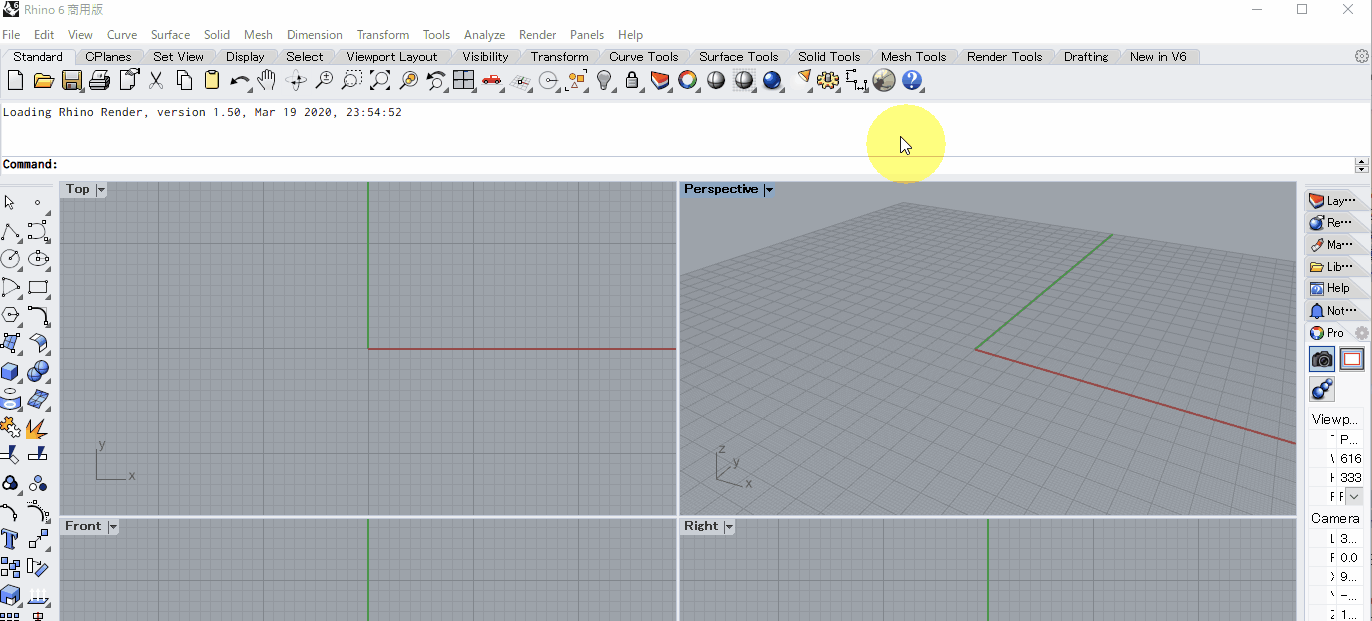 Rhino 6 商用版
File Edit View Curve Surface Solid Mesh Dimension Transform Tools Analyze Render Panels Help
Standard CPlanes Set View Display Select Viewport Layout Visibility Transform Curve Tools Surface Tools Solid Tools Mesh Tools Render Tools Drafting New in V6
Loading Rhino Render, version 1.50, Mar 19 2020, 23:54:52
Command:
Top
Perspective
Lay···
Re···
Ma···
Lib···
Help
Not···
Pro
Viewp...
P...
616
333
Camera
3...
0.0
9...
-...
1...
y
x
z
y
x
Front
Right